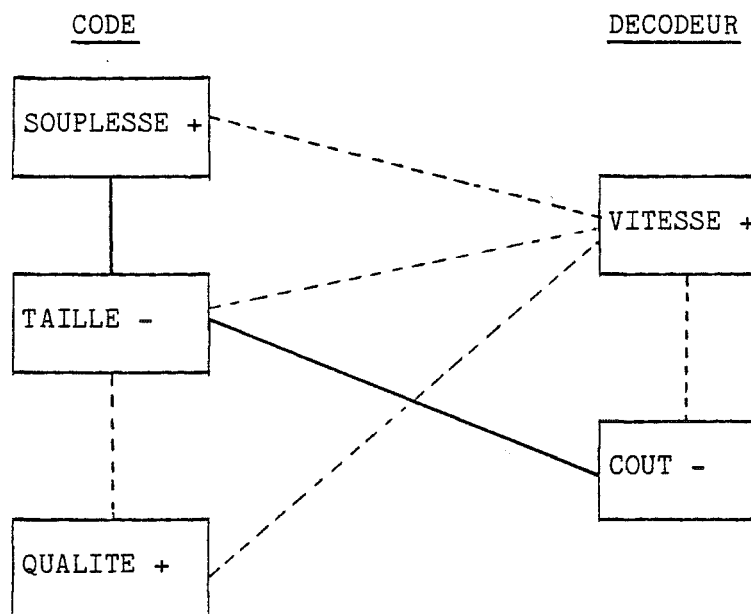 CODE
DECODEUR
SOUPLESSE +
VITESSE +
TAILLE -
COUT -
QUALITE +